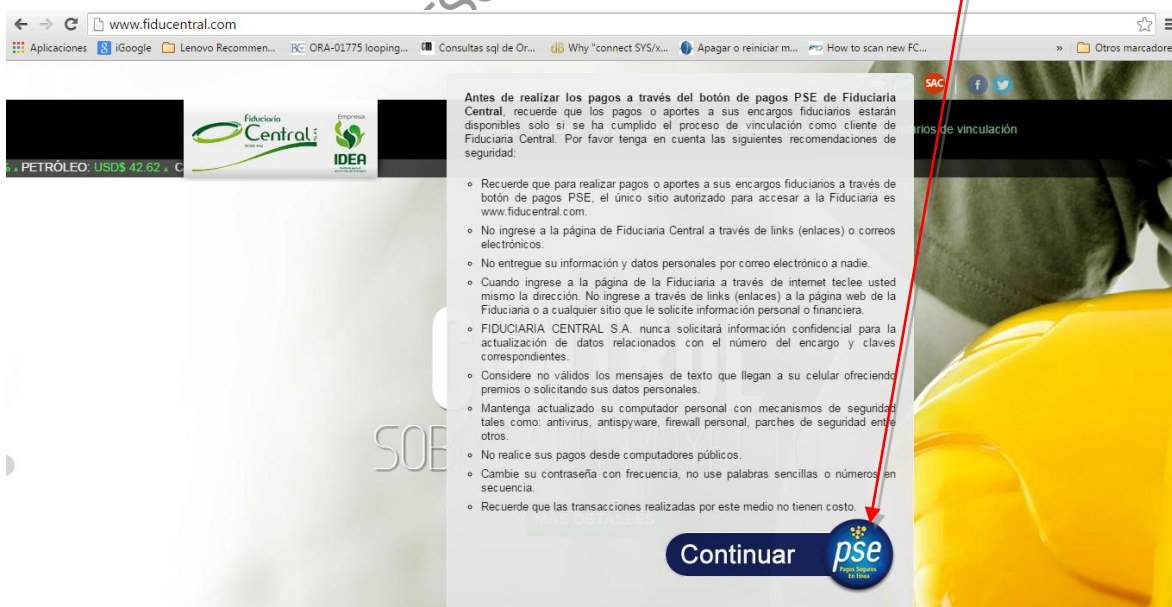 www.fiducentral.com
Aplicaciones iGoogle Lenovo Recommen... ORA-01775 looping... Consultas sql de Or... Why "connect SYS/x... Apagar o reiniciar m... How to scan new FC... » Otros marcadore
SAC
Fiduciaria
Central
Empresa
IDEA
arios de vinculación
PETRÓLEO: USD$ 42.62 C
Antes de realizar los pagos a través del botón de pagos PSE de Fiduciaria
Central, recuerde que los pagos o aportes a sus encargos fiduciarios estarán
disponibles solo si se ha cumplido el proceso de vinculación como cliente de
Fiduciaria Central. Por favor tenga en cuenta las siguientes recomendaciones de
seguridad:
Recuerde que para realizar pagos o aportes a sus encargos fiduciarios a través de
botón de pagos PSE, el único sitio autorizado para accesar a la Fiduciaria es
www.fiducentral.com.
No ingrese a la página de Fiduciaria Central a través de links (enlaces) o correos
electrónicos.
No entregue su información y datos personales por correo electrónico a nadie.
Cuando ingrese a la página de la Fiduciaria a través de internet teclee usted
mismo la dirección. No ingrese a través de links (enlaces) a la página web de la
Fiduciaria o a cualquier sitio que le solicite información personal o financiera.
FIDUCIARIA CENTRAL S.A. nunca solicitará información confidencial para la
actualización de datos relacionados con el número del encargo y claves
correspondientes.
Considere no válidos los mensajes de texto que llegan a su celular ofreciendo
premios o solicitando sus datos personales.
Mantenga actualizado su computador personal con mecanismos de seguridad
tales como: antivirus, antispyware, firewall personal, parches de seguridad entre
otros.
No realice sus pagos desde computadores públicos.
Cambie su contraseña con frecuencia, no use palabras sencillas o números en
secuencia.
Recuerde que las transacciones realizadas por este medio no tienen costo.
SOB
MÁS DETALLES
Continuar
pse
Pagos Seguros
En línea